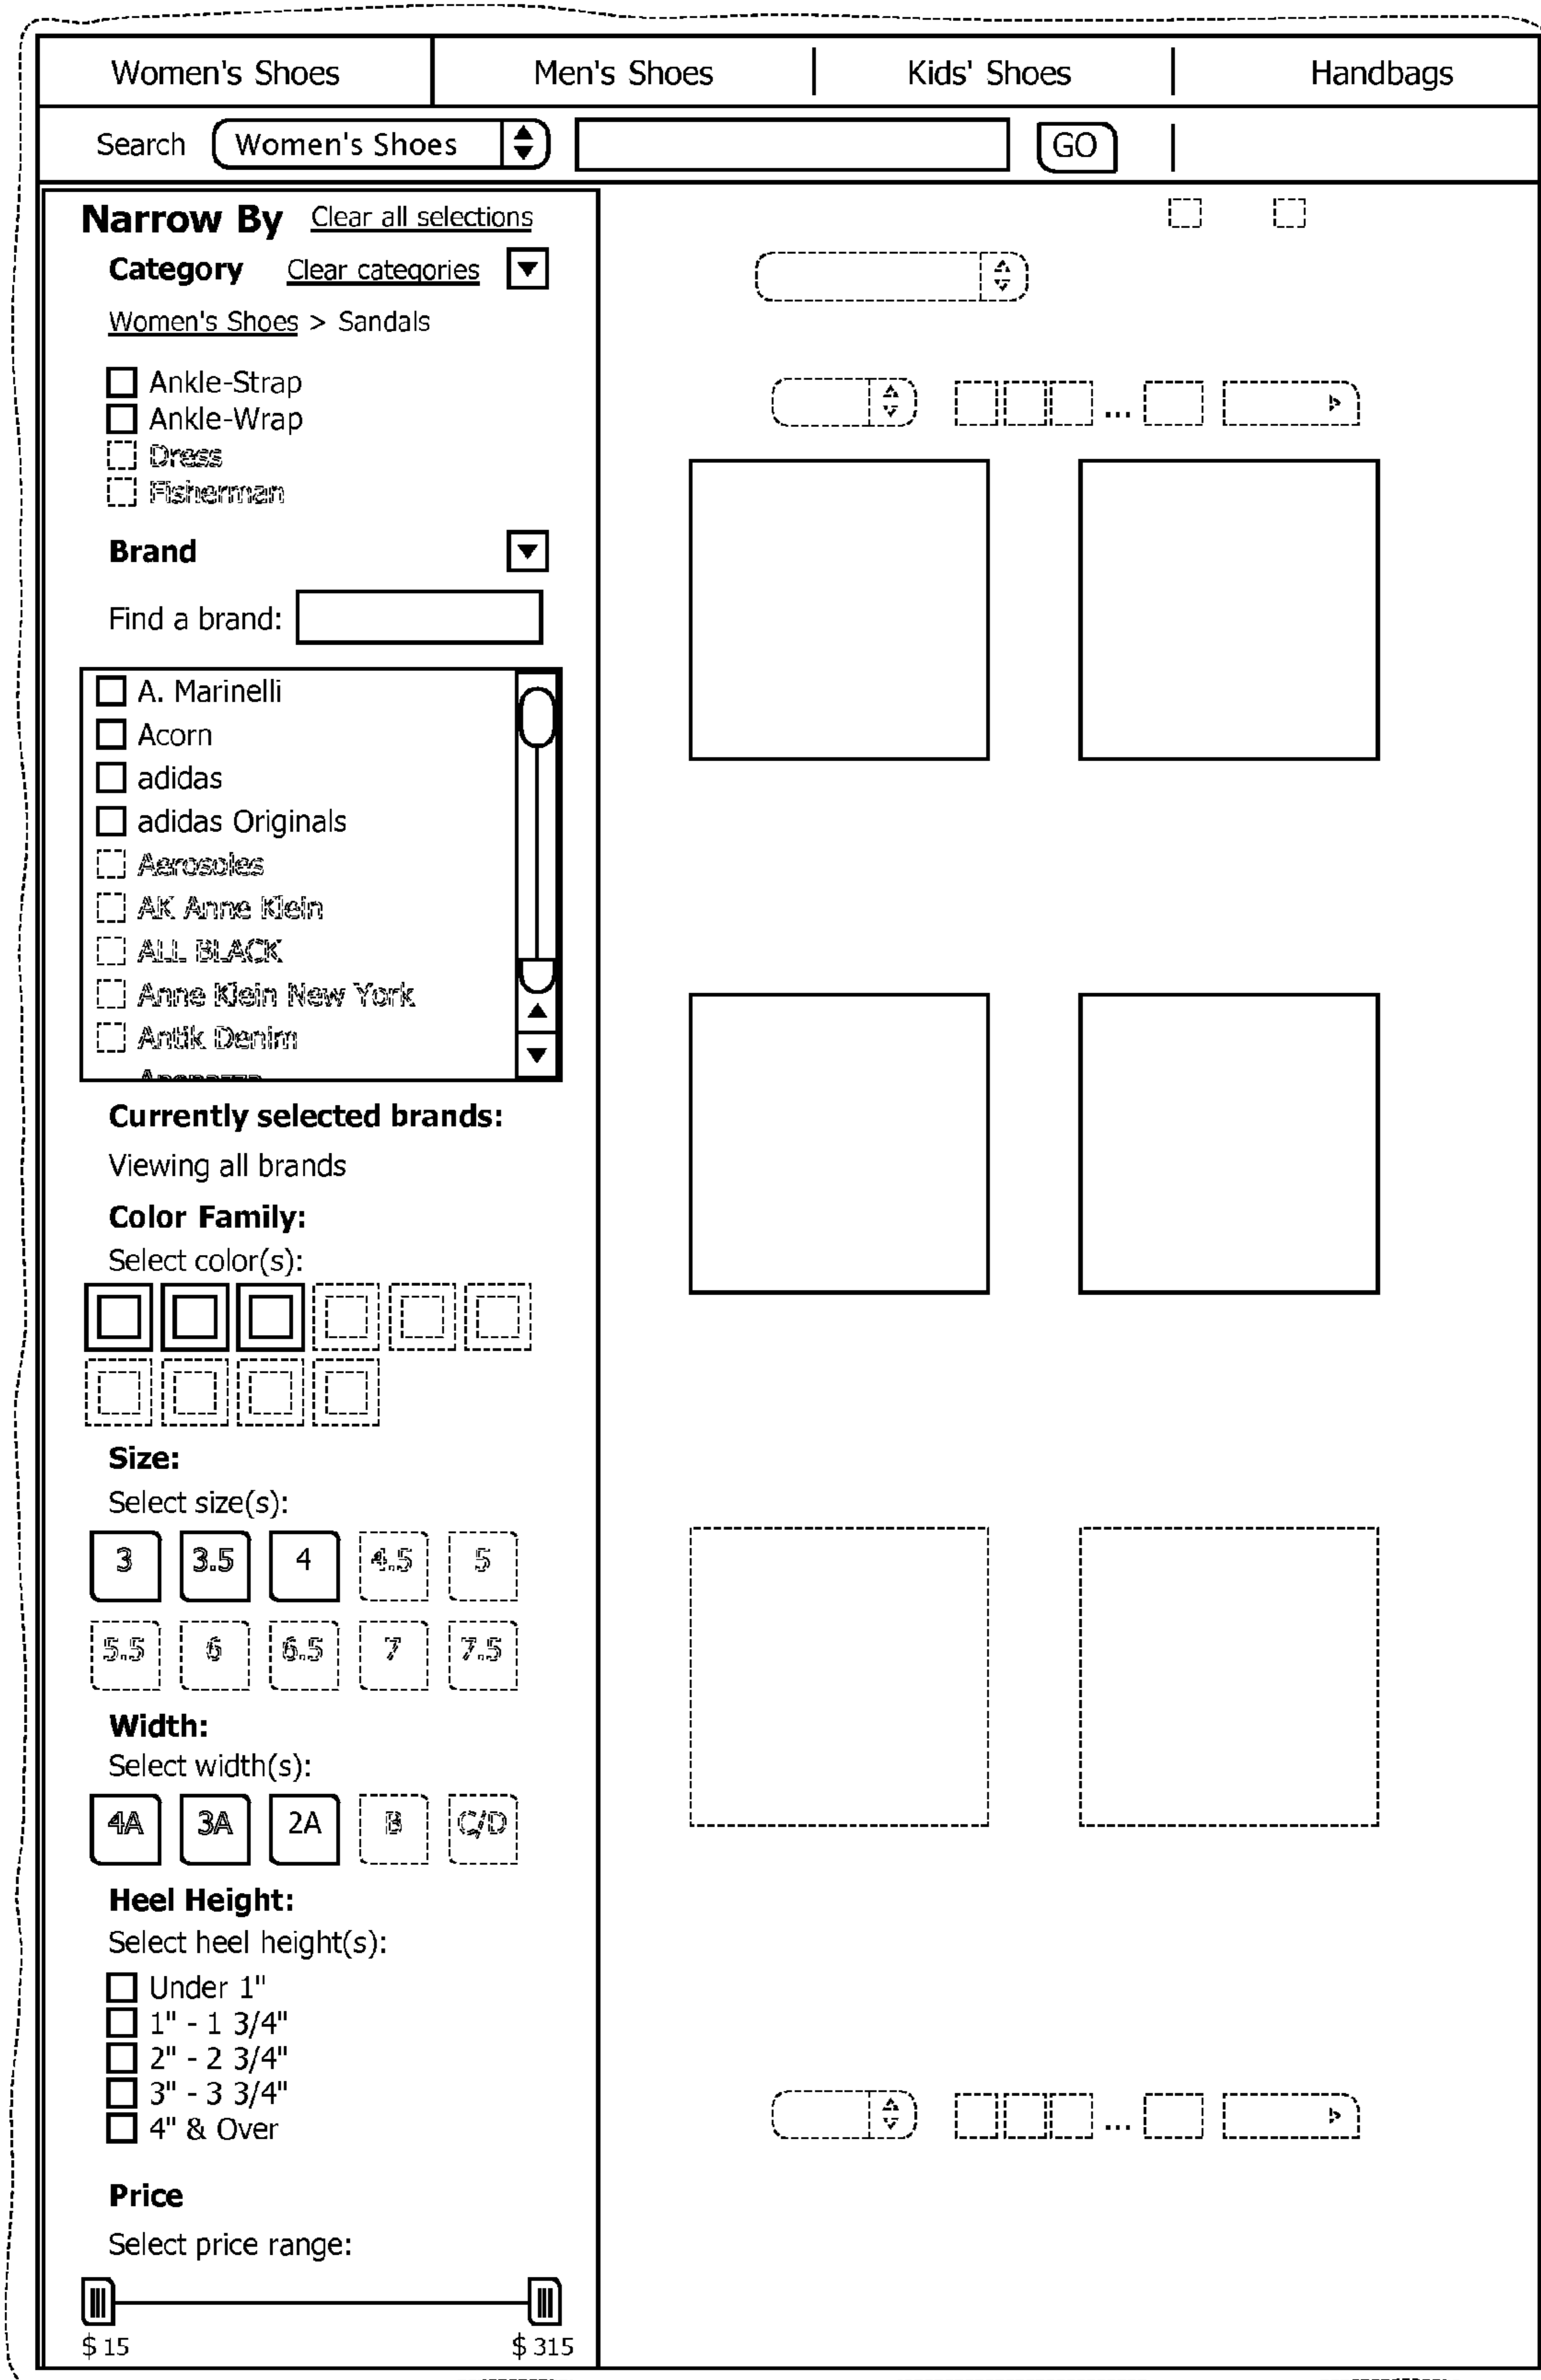 Women's Shoes Men's Shoes Kids' Shoes Handbags
Search Women's Shoes GO
Narrow By Clear all selections
Category Clear categories
Women's Shoes > Sandals
Ankle-Strap
Ankle-Wrap
Dress
Fisherman
Brand
Find a brand:
A. Marinelli
Acorn
adidas
adidas Originals
Aerosoles
AK Anne Klein
ALL BLACK
Anne Klein New York
Antik Denim
Currently selected brands:
Viewing all brands
Color Family:
Select color(s):
Size:
Select size(s):
3 3.5 4 4.5 5
5.5 6 6.5 7 7.5
Width:
Select width(s):
4A 3A 2A B C/D
Heel Height:
Select heel height(s):
Under 1"
1" - 1 3/4"
2" - 2 3/4"
3" - 3 3/4"
4" & Over
...
...
Price
Select price range:
$ 15 $ 315